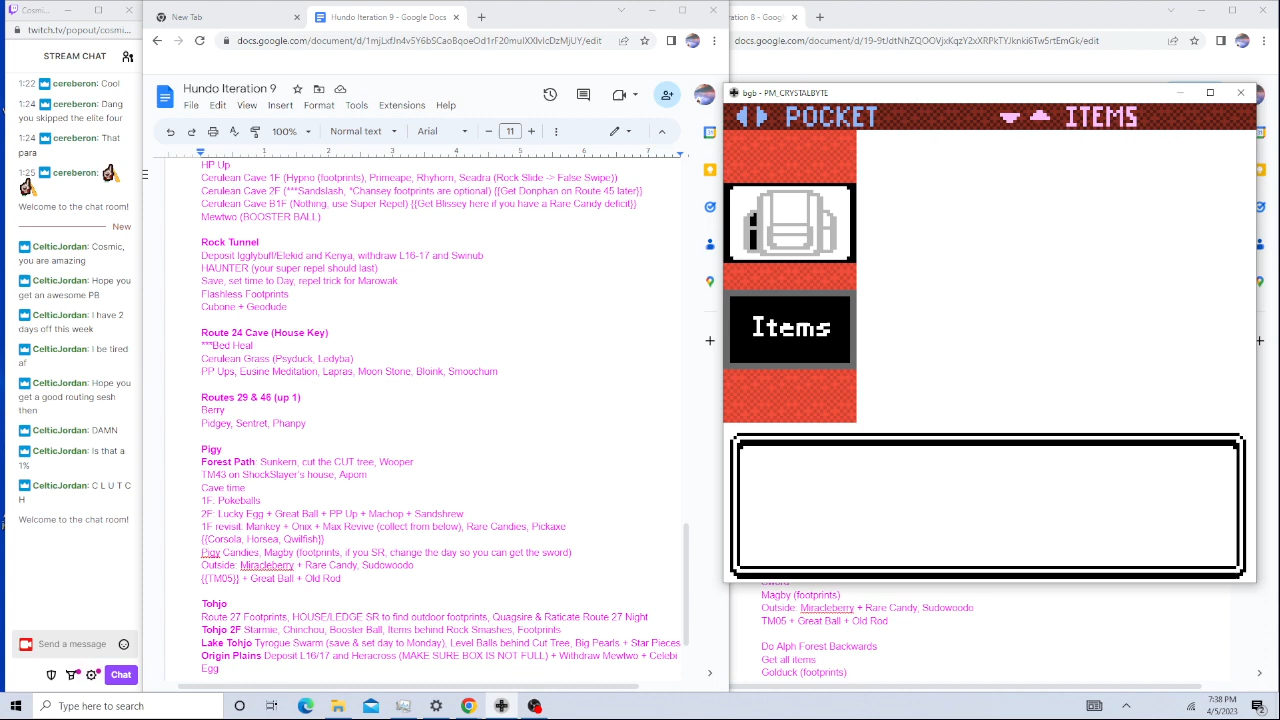 Cosmi...
twitch.tv/popout/cosmi...
STREAM CHAT
1:22 cereberon: Cool
1:24 cereberon: Dang
you skipped the elite four
1:24 cereberon: That
para
1:25 cereberon:
Welcome to the chat room!
New
CelticJordan: Cosmic,
you are amazing
CelticJordan: Hope you
get an awesome PB
CelticJordan: I have 2
days off this week
CelticJordan: I be tired
af
CelticJordan: Hope you
get a good routing sesh
then
CelticJordan: DAMN
CelticJordan: Is that a
1%
CelticJordan: C L U T C
H
Welcome to the chat room!
Send a message
Chat
New Tab
Hundo Iteration 9 - Google Docs
Hundo Iteration 9
File Edit View Insert Format Tools Extensions Help
100% Normal text Arial 11
1 2 3 4 5 6 7
HP Up
Cerulean Cave 1F (Hypno (footprints), Primeape, Rhyhorn, Seadra (Rock Slide -> False Swipe))
Cerulean Cave 2F (***Sandslash, *Chansey footprints are optional) {{Get Donphan on Route 45 later}}
Cerulean Cave B1F (Nothing, use Super Repel) {{Get Blissey here if you have a Rare Candy deficit}}
Mewtwo (BOOSTER BALL)
Rock Tunnel
Deposit Igglybuff/Elekid and Kenya, withdraw L16-17 and Swinub
HAUNTER (your super repel should last)
Save, set time to Day, repel trick for Marowak
Flashless Footprints
Cubone + Geodude
Route 24 Cave (House Key)
***Bed Heal
Cerulean Grass (Psyduck, Ledyba)
PP Ups, Eusine Meditation, Lapras, Moon Stone, Bloink, Smoochum
Routes 29 & 46 (up 1)
Berry
Pidgey, Sentret, Phanpy
Pigy
Forest Path: Sunkern, cut the CUT tree, Wooper
TM43 on ShockSlayer's house, Aipom
Cave time
1F: Pokeballs
2F: Lucky Egg + Great Ball + PP Up + Machop + Sandshrew
1F revisit: Mankey + Onix + Max Revive (collect from below), Rare Candies, Pickaxe
{{Corsola, Horsea, Qwilfish}}
Pigy Candies, Magby (footprints, if you SR, change the day so you can get the sword)
Outside: Miracleberry + Rare Candy, Sudowoodo
{{TM05}} + Great Ball + Old Rod
Tohjo
Route 27 Footprints, HOUSE/LEDGE SR to find outdoor footprints, Quagsire & Raticate Route 27 Night
Tohjo 2F Starmie, Chinchou, Booster Ball, Items behind Rock Smashes, Footprints
Lake Tohjo Tyrogue Swarm (save & set day to Monday), Level Balls behind Cut Tree, Big Pearls + Star Pieces
Origin Plains Deposit L16/17 and Heracross (MAKE SURE BOX IS NOT FULL) + Withdraw Mewtwo + Celebi
Egg
bgb - PM_CRYSTALBYTE
POCKET ITEMS
Items
Magby (footprints)
Outside: Miracleberry + Rare Candy, Sudowoodo
TM05 + Great Ball + Old Rod
Do Alph Forest Backwards
Get all items
Golduck (footprints)
Type here to search
7:38 PM
4/5/2023